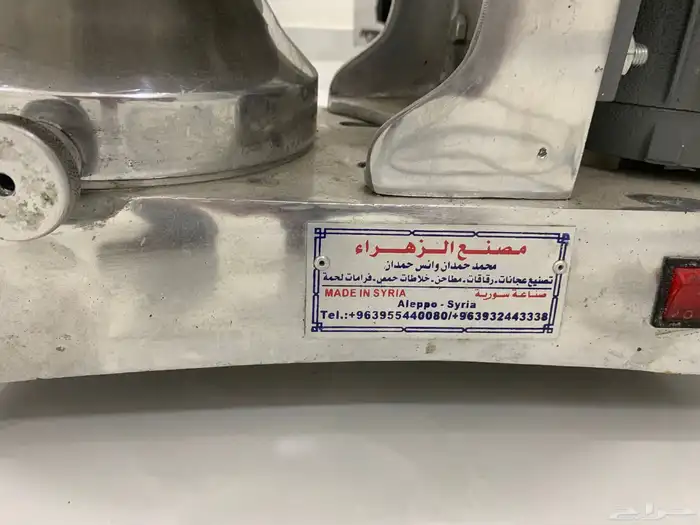 مصنع الزهراء
محمد حمدان وانس حمدان
تصنيع عجانات . رقاقات . مطاحن . خلاطات حمص . فرامات لحمة
MADE IN SYRIA صناعة سورية
Aleppo - Syria
Tel.:+963955440080/+963932443338
حراج